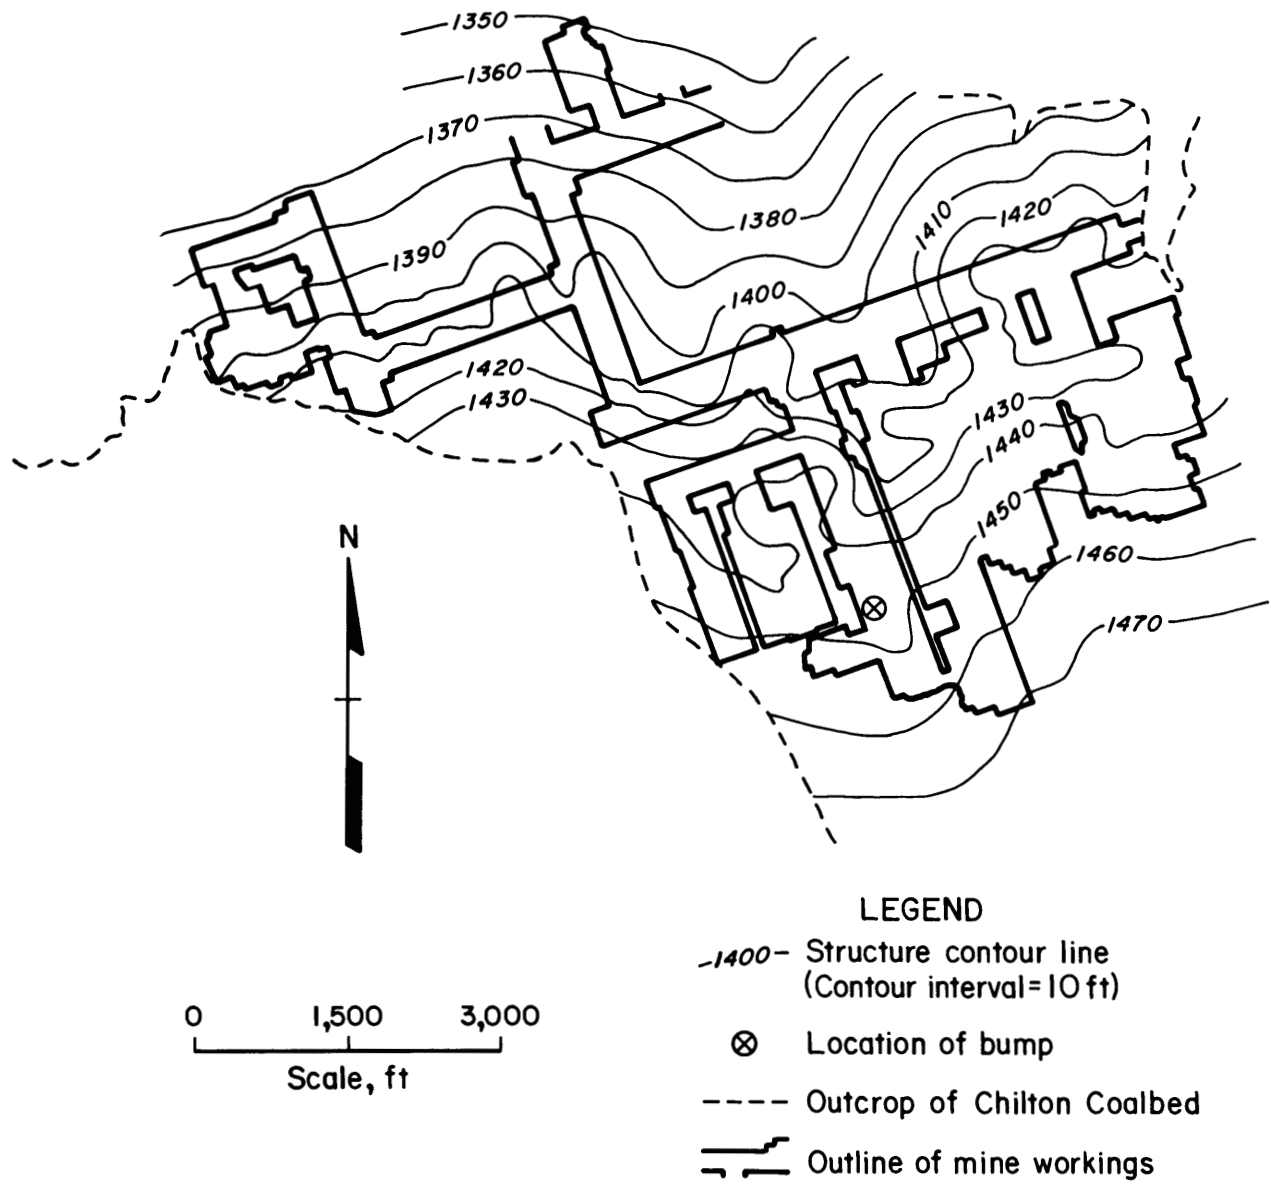 1350
1360
1370
1380
1390
1400
1410
1420
1420
1430
1430
1440
1450
1460
1470
N
LEGEND
1400 Structure contour line
(Contour interval=10 ft)
Location of bump
Outcrop of Chilton Coalbed
Outline of mine workings
0 1,500 3,000
Scale, ft